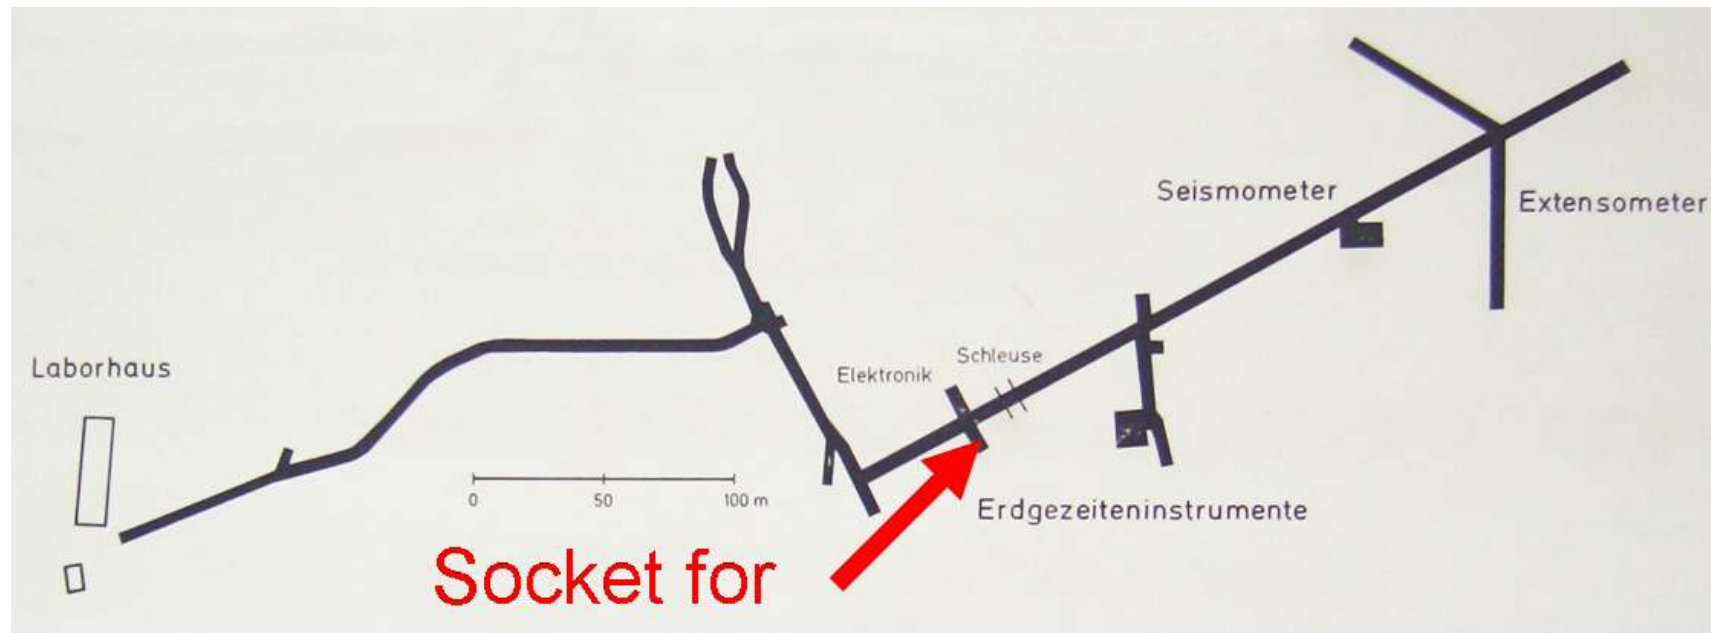 Seismometer
Extensometer
Schleuse
Laborhaus
Elektronik
0 50 100 m
Erdgezeiteninstrumente
Socket for